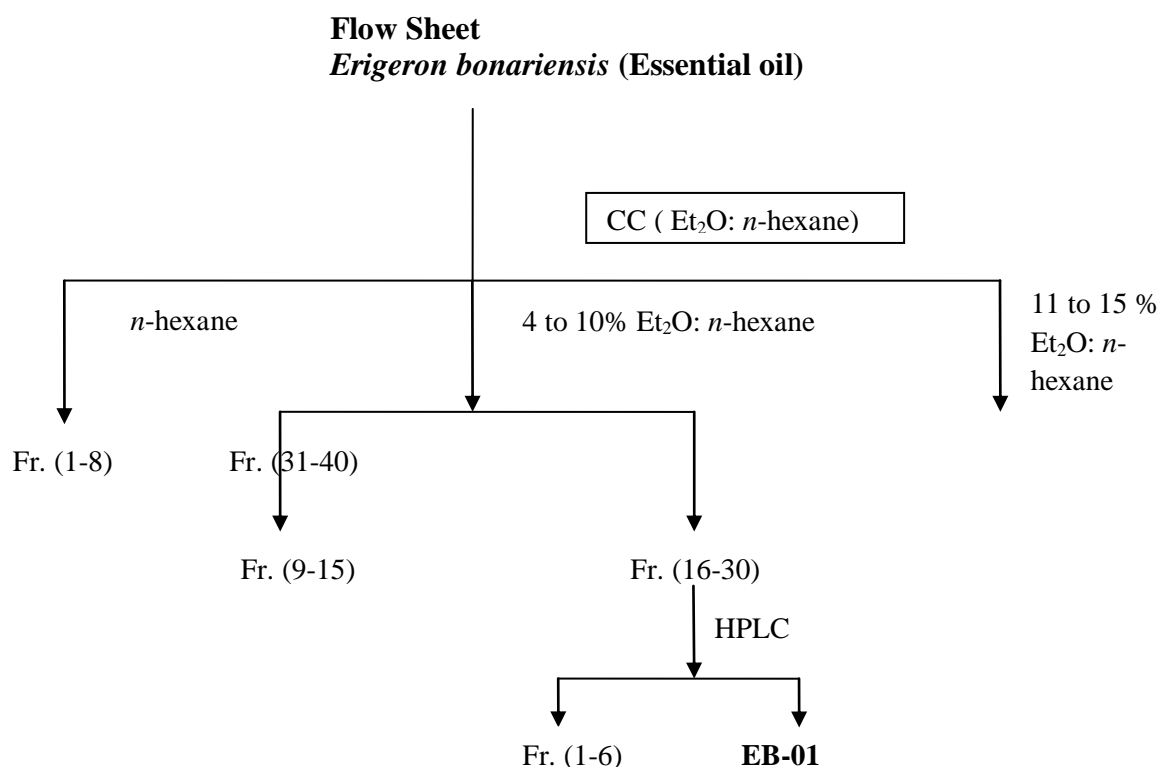 Flow Sheet
Erigeron bonariensis (Essential oil)
CC ( Et₂O: n-hexane)
n-hexane
4 to 10% Et₂O: n-hexane
11 to 15 %
Et₂O: n-
hexane
Fr. (1-8)
Fr. (31-40)
Fr. (9-15)
Fr. (16-30)
HPLC
Fr. (1-6)
EB-01